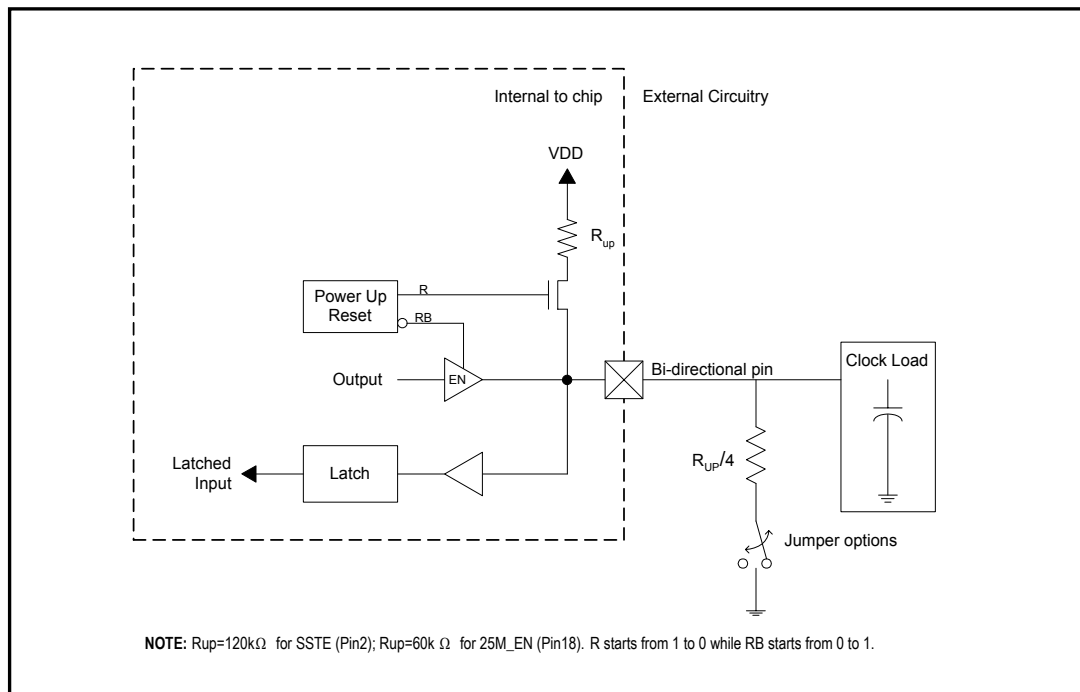 Internal to chip
External Circuitry
VDD
Rup
Power Up
Reset
R
RB
Output
EN
Bi-directional pin
Clock Load
Latched
Input
Latch
RUP/4
Jumper options
NOTE: Rup=120kΩ for SSTE (Pin2); Rup=60k Ω for 25M_EN (Pin18). R starts from 1 to 0 while RB starts from 0 to 1.